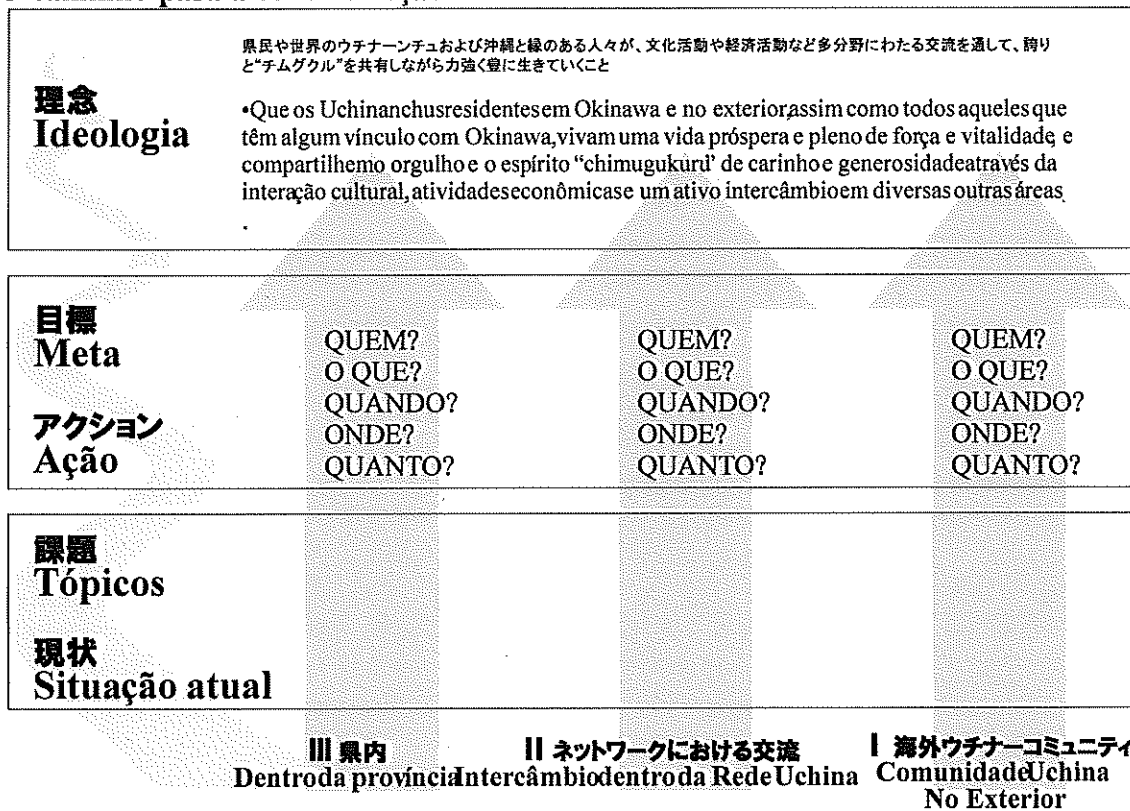 県民や世界のウチナーンチュおよび沖縄と縁のある人々が、文化活動や経済活動など多分野にわたる交流を通して、誇り
と"チムグクル"を共有しながら力強く豊に生きていくこと
理念
Ideologia
•Que os Uchinanchusresidentesem Okinawa e no exterior,assim como todos aqueles que
têm algum vínculo com Okinawa,vivam uma vida próspera e pleno de força e vitalidade, e
compartilhemo orgulho e o espírito "chimugukuru" de carinho e generosidadeatravés da
interação cultural, atividadeseconômicase um ativo intercâmbioem diversas outras áreas
.
目標
Meta
アクション
Ação
QUEM?
O QUE?
QUANDO?
ONDE?
QUANTO?
QUEM?
O QUE?
QUANDO?
ONDE?
QUANTO?
QUEM?
O QUE?
QUANDO?
ONDE?
QUANTO?
課題
Tópicos
現状
Situação atual
III 県内
Dentro da província
II ネットワークにおける交流
Intercâmbiodentro da Rede Uchina
I 海外ウチナーコミュニティ
ComunidadeUchina
No Exterior